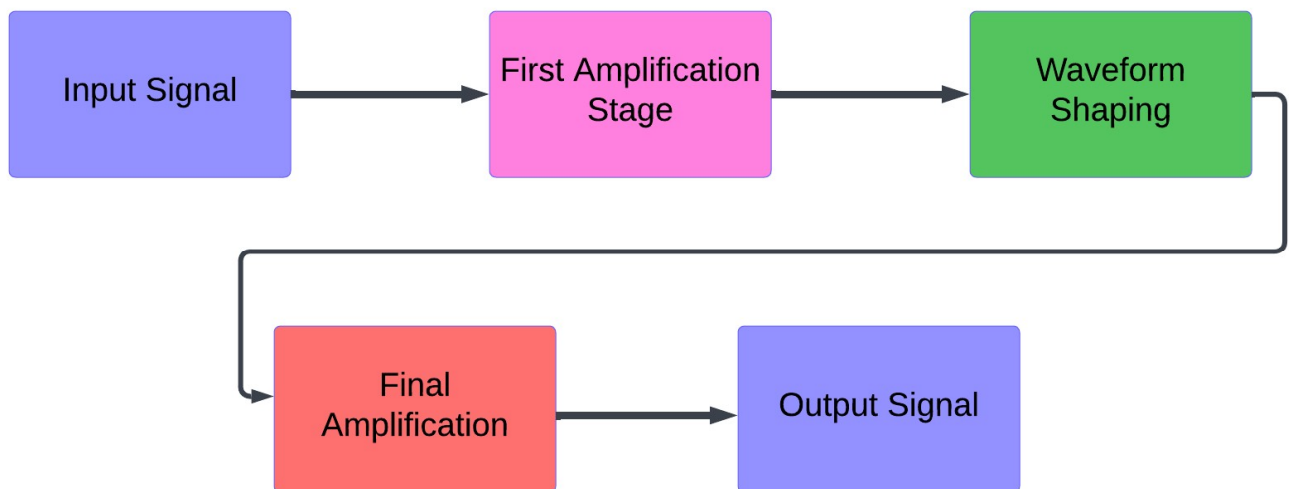 Input Signal
First Amplification
Stage
Waveform
Shaping
Final
Amplification
Output Signal